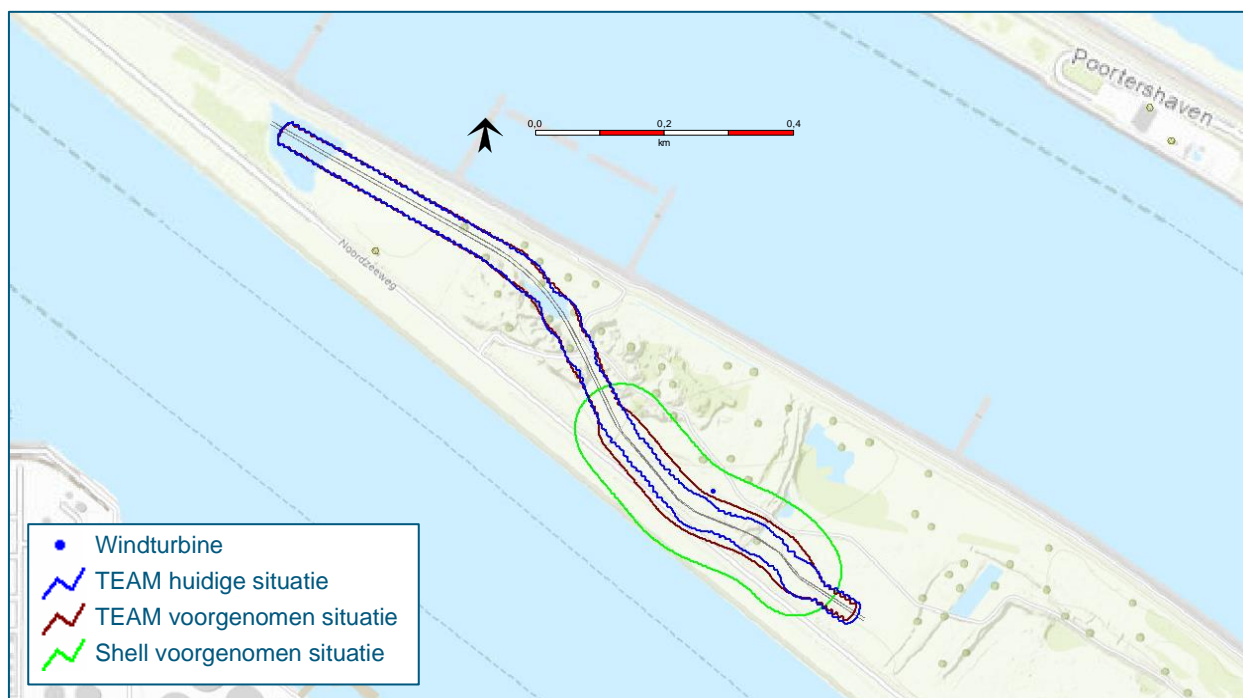 Poortershaven
0,0 0,2 0,4
km
Noordzeeweg
Windturbine
TEAM huidige situatie
TEAM voorgenomen situatie
Shell voorgenomen situatie